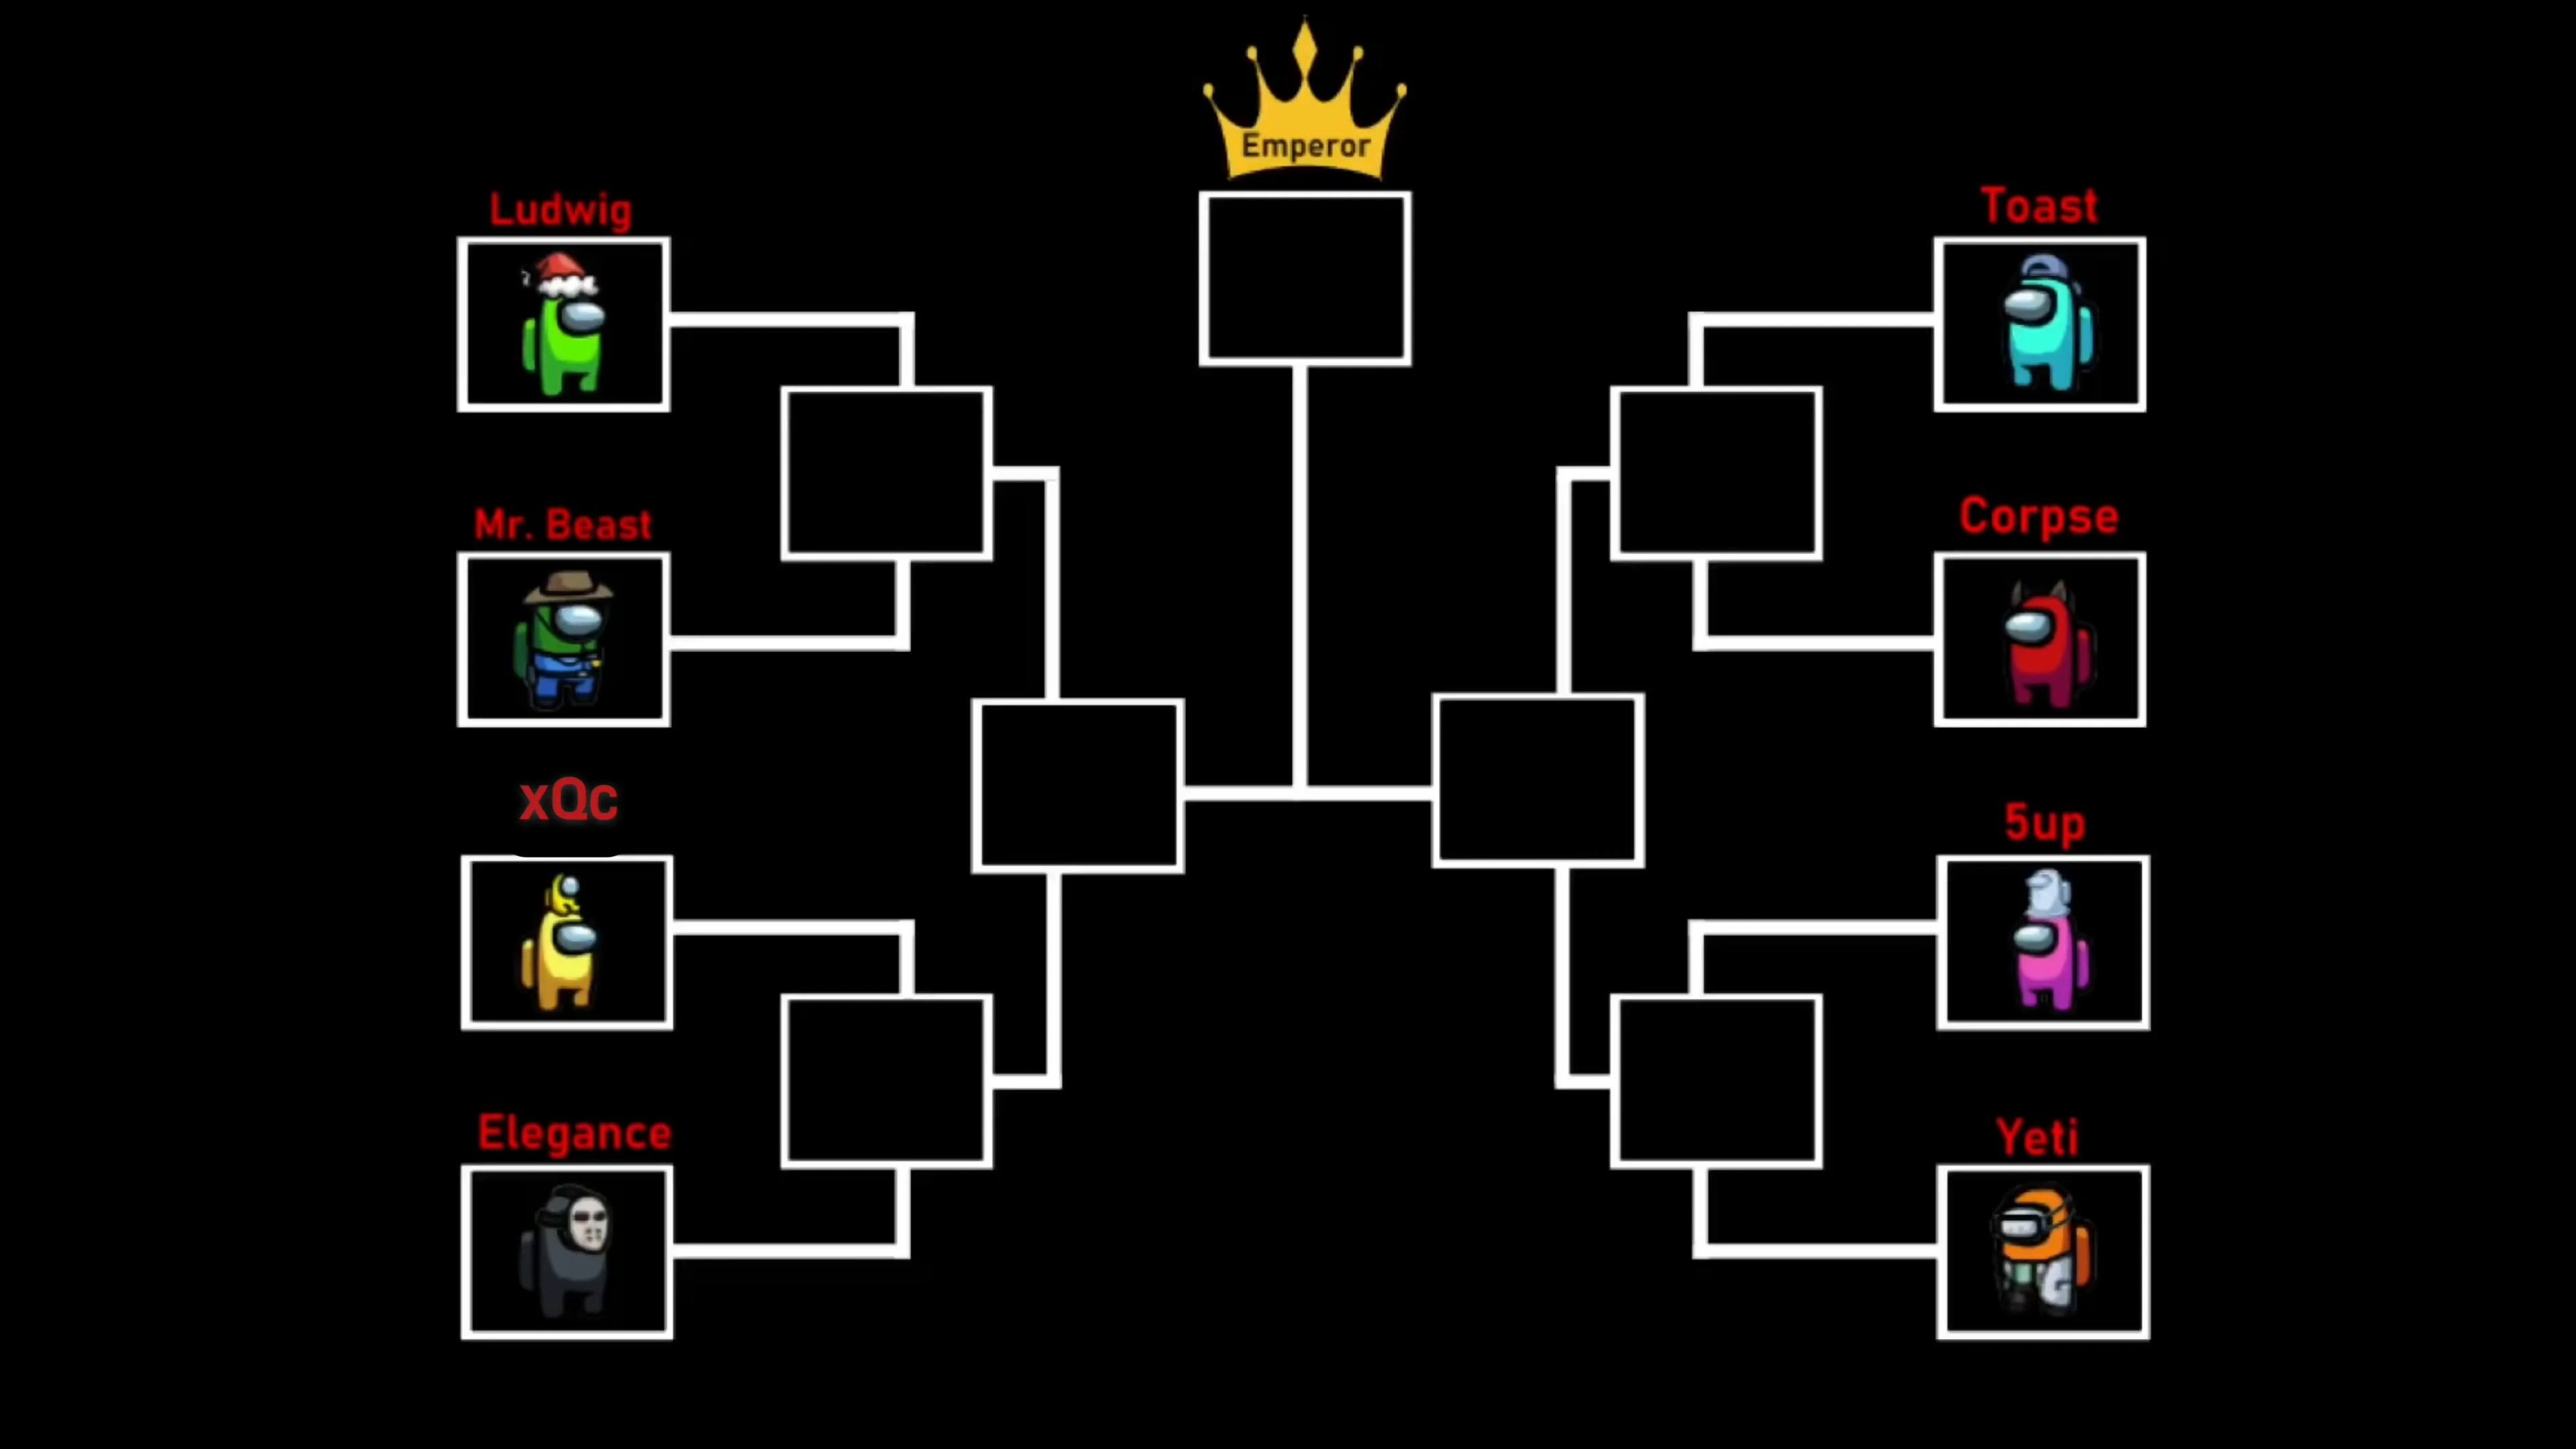 Emperor
Ludwig
Toast
Mr. Beast
Corpse
xQc
5up
Elegance
Yeti